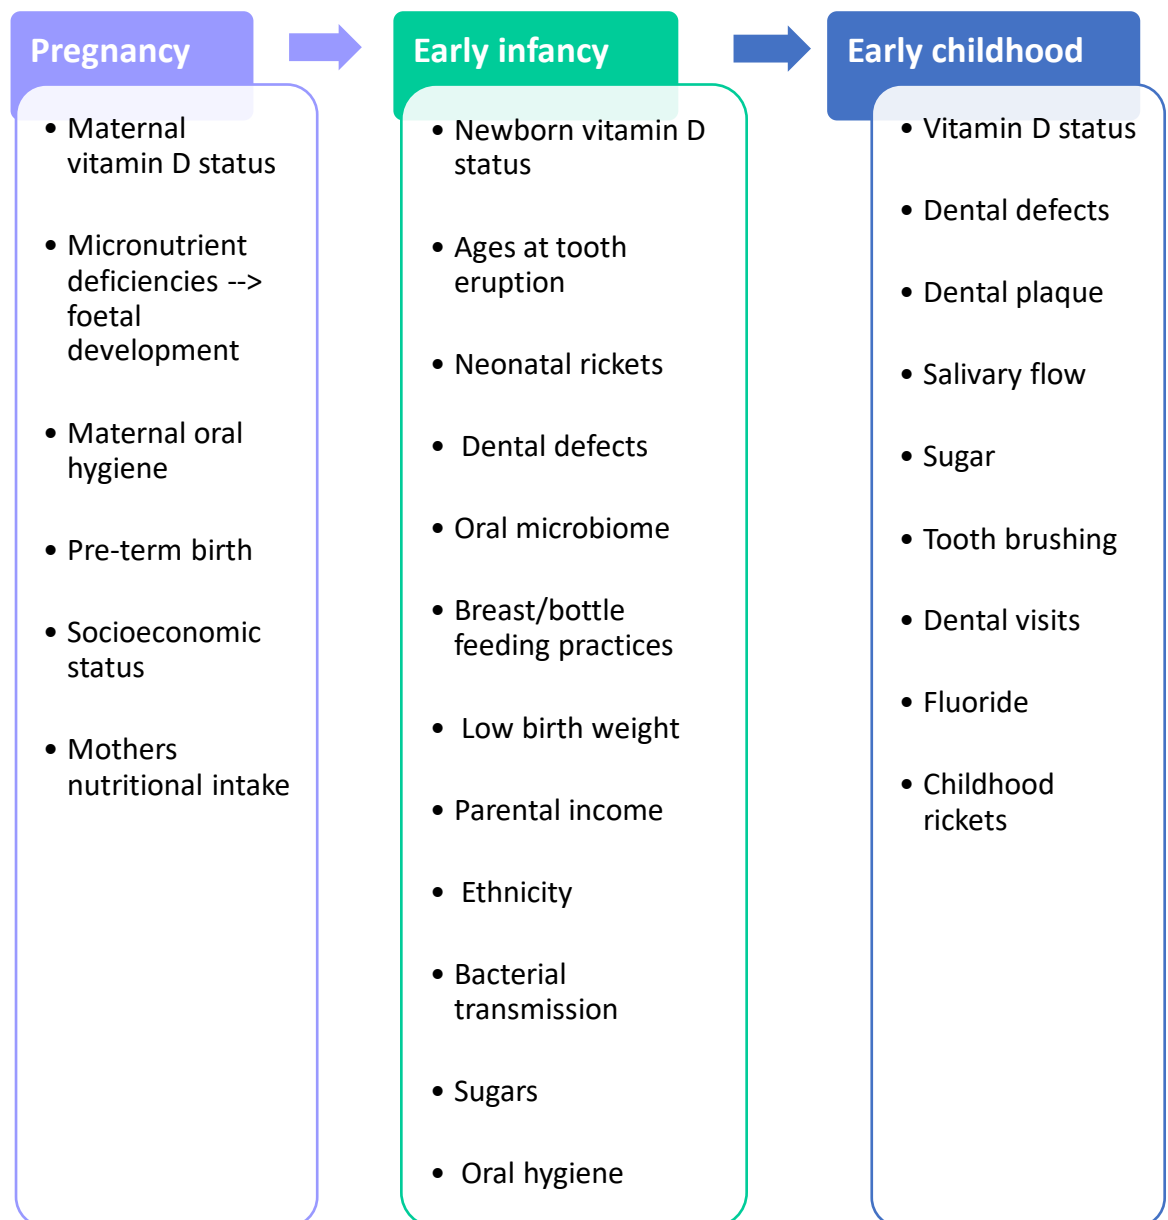 Pregnancy
• Maternal
vitamin D status
• Micronutrient
deficiencies -->
foetal
development
• Maternal oral
hygiene
• Pre-term birth
• Socioeconomic
status
• Mothers
nutritional intake
Early infancy
• Newborn vitamin D
status
• Ages at tooth
eruption
• Neonatal rickets
• Dental defects
• Oral microbiome
• Breast/bottle
feeding practices
• Low birth weight
• Parental income
• Ethnicity
• Bacterial
transmission
• Sugars
• Oral hygiene
Early childhood
• Vitamin D status
• Dental defects
• Dental plaque
• Salivary flow
• Sugar
• Tooth brushing
• Dental visits
• Fluoride
• Childhood
rickets